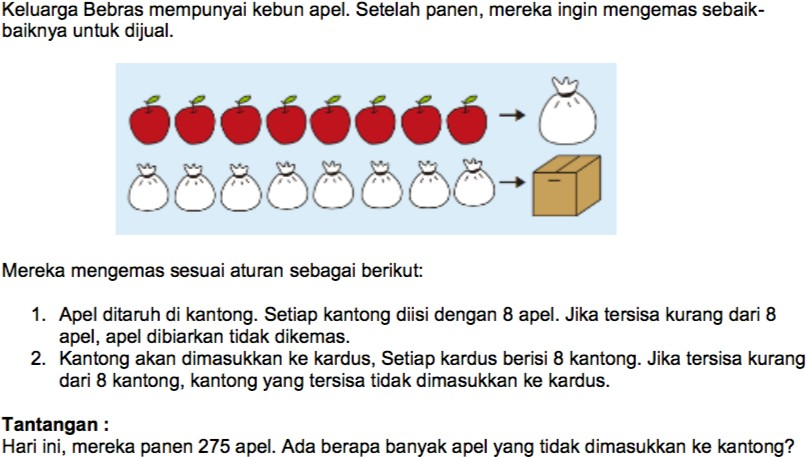 Keluarga Bebras mempunyai kebun apel. Setelah panen, mereka ingin mengemas sebaik-
baiknya untuk dijual.
Mereka mengemas sesuai aturan sebagai berikut:
1. Apel ditaruh di kantong. Setiap kantong diisi dengan 8 apel. Jika tersisa kurang dari 8
apel, apel dibiarkan tidak dikemas.
2. Kantong akan dimasukkan ke kardus, Setiap kardus berisi 8 kantong. Jika tersisa kurang
dari 8 kantong, kantong yang tersisa tidak dimasukkan ke kardus.
Tantangan :
Hari ini, mereka panen 275 apel. Ada berapa banyak apel yang tidak dimasukkan ke kantong?